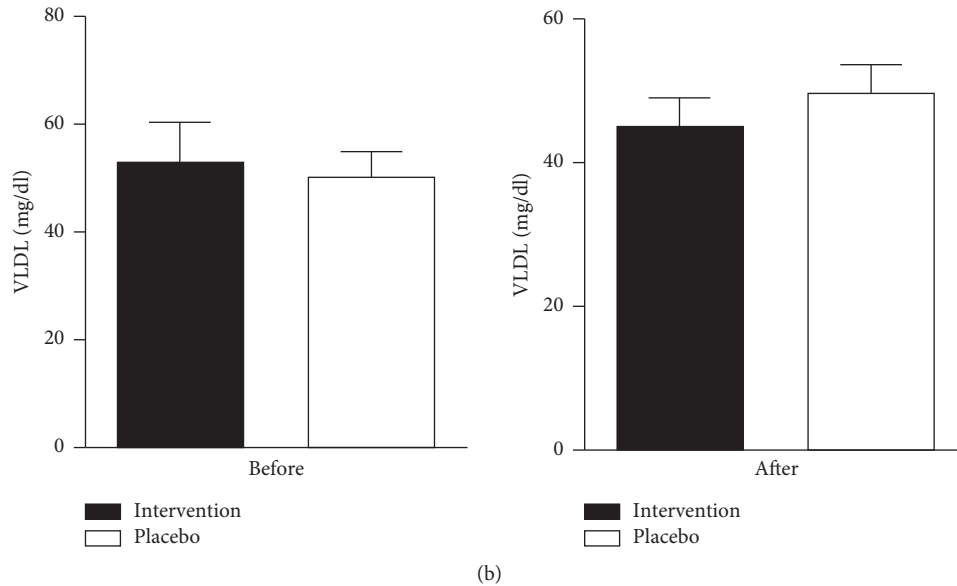 80
60
40
20
0
VLDL (mg/dl)
Before
Intervention
Placebo
60
40
20
0
VLDL (mg/dl)
After
Intervention
Placebo
(b)